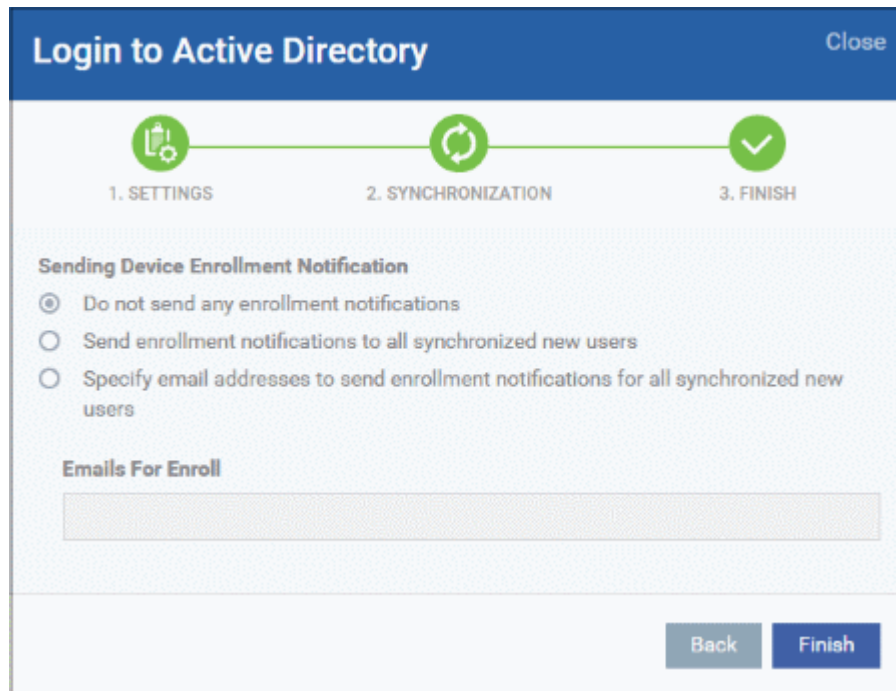 Login to Active Directory
Close
1. SETTINGS
2. SYNCHRONIZATION
3. FINISH
Sending Device Enrollment Notification
Do not send any enrollment notifications
Send enrollment notifications to all synchronized new users
Specify email addresses to send enrollment notifications for all synchronized new
users
Emails For Enroll
Back
Finish